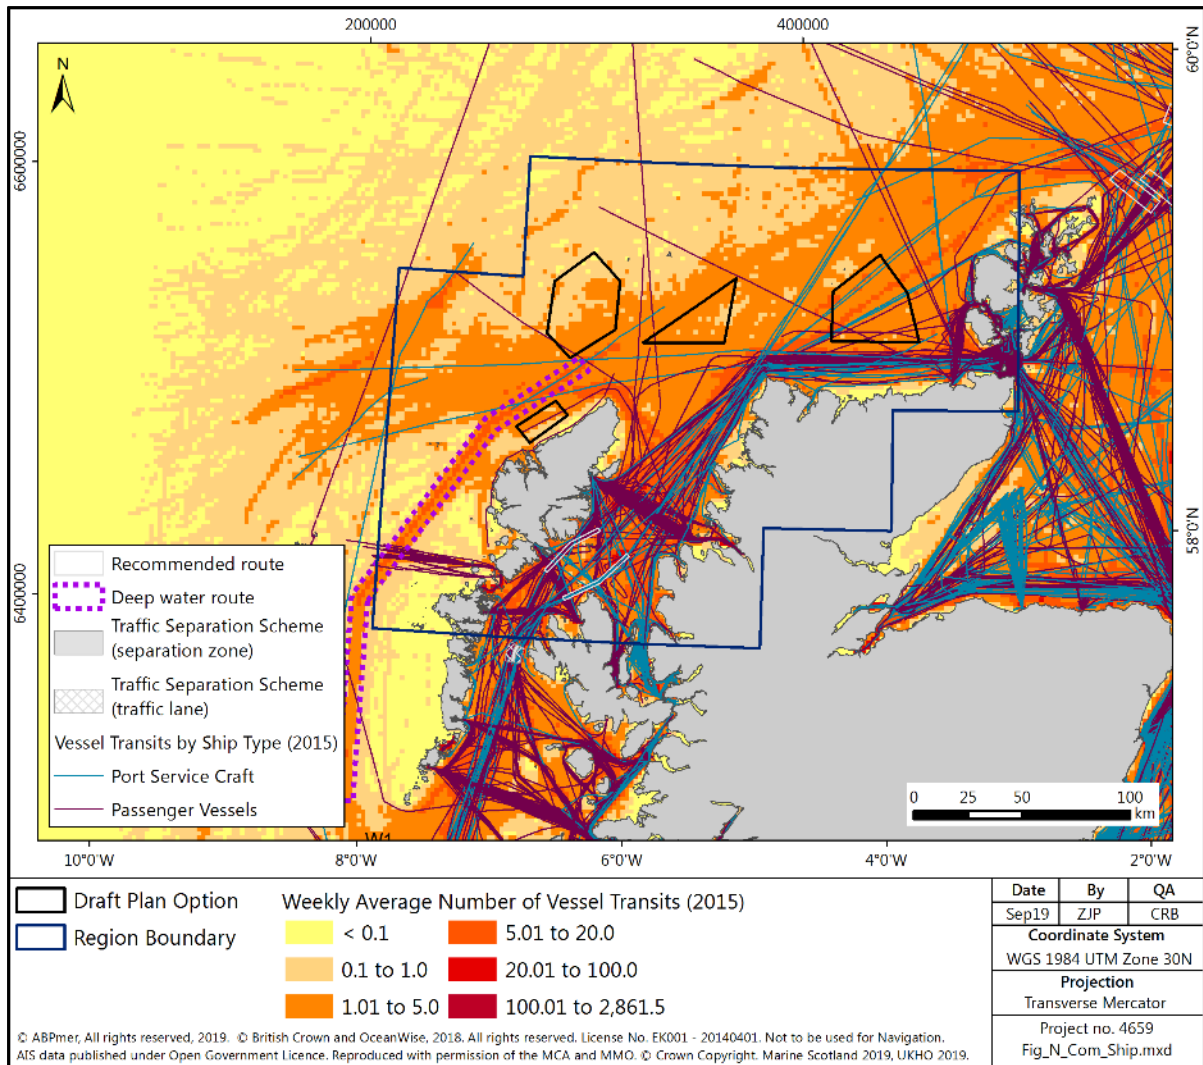 200000
400000
N
60°0'N
6600000
58°0'N
6400000
Recommended route
Deep water route
Traffic Separation Scheme
(separation zone)
Traffic Separation Scheme
(traffic lane)
Vessel Transits by Ship Type (2015)
Port Service Craft
Passenger Vessels
W1
0 25 50 100
km
10°0'W
8°0'W
6°0'W
4°0'W
2°0'W
Draft Plan Option
Region Boundary
Weekly Average Number of Vessel Transits (2015)
< 0.1
0.1 to 1.0
1.01 to 5.0
5.01 to 20.0
20.01 to 100.0
100.01 to 2,861.5
Date By QA
Sep19 ZJP CRB
Coordinate System
WGS 1984 UTM Zone 30N
Projection
Transverse Mercator
Project no. 4659
Fig_N_Com_Ship.mxd
© ABPmer, All rights reserved, 2019. © British Crown and OceanWise, 2018. All rights reserved. License No. EK001 - 20140401. Not to be used for Navigation.
AIS data published under Open Government Licence. Reproduced with permission of the MCA and MMO. © Crown Copyright. Marine Scotland 2019, UKHO 2019.